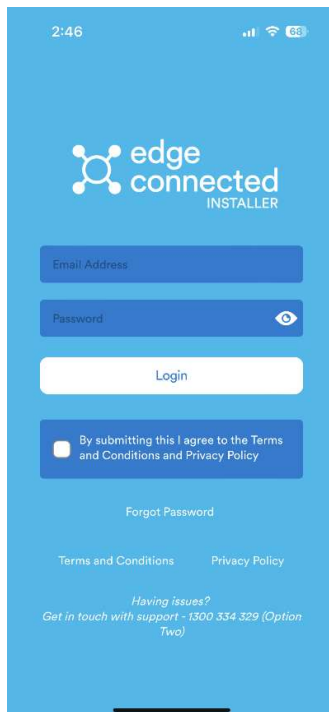 2:46
68
edge
connected
INSTALLER
Email Address
Password
Login
By submitting this I agree to the Terms
and Conditions and Privacy Policy
Forgot Password
Terms and Conditions Privacy Policy
Having issues?
Get in touch with support - 1300 334 329 (Option
Two)